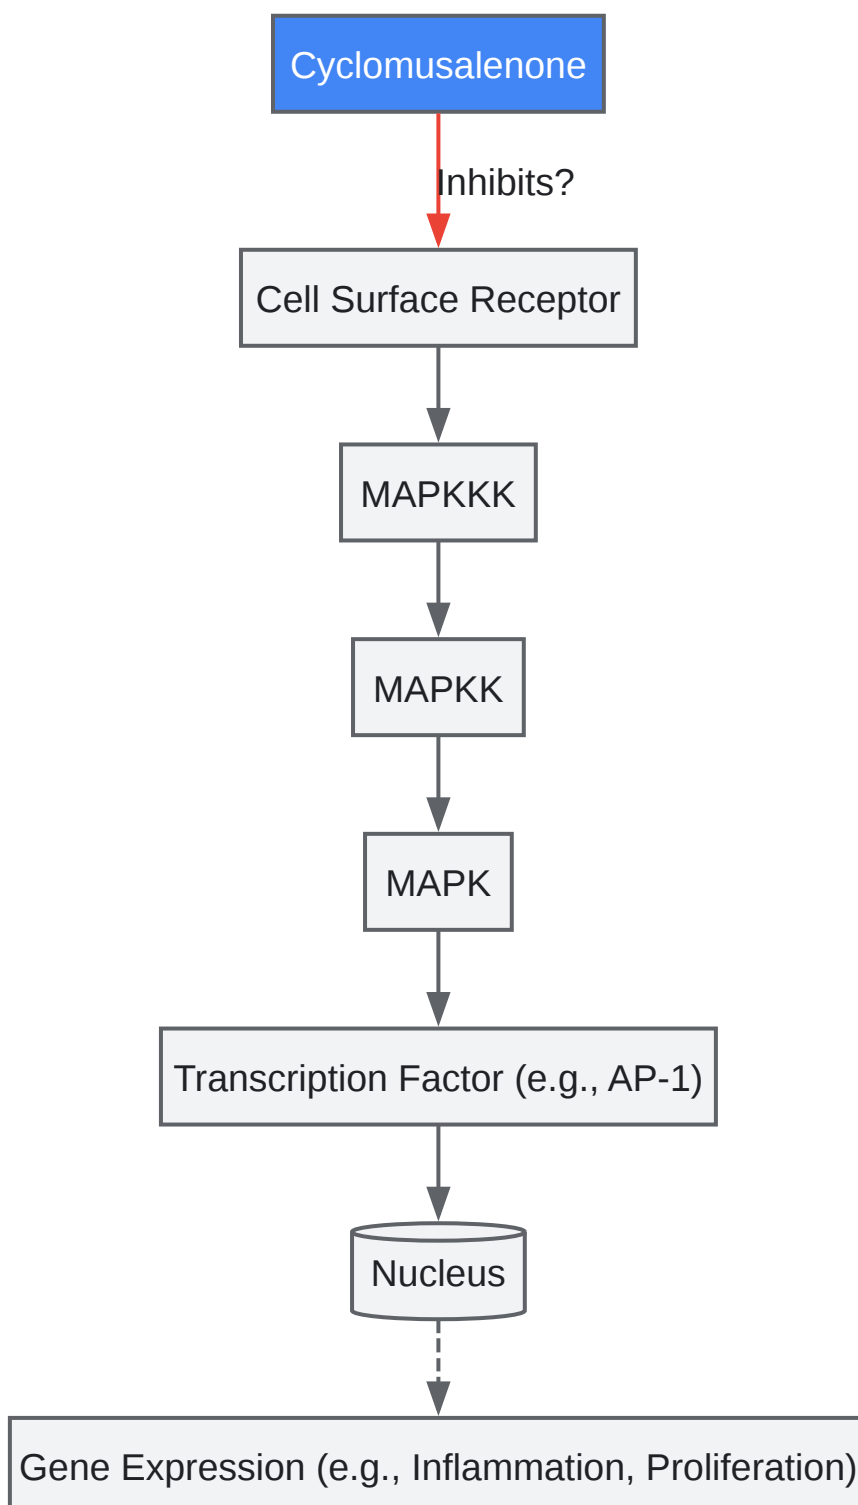 Cyclomusalenone
Inhibits?
Cell Surface Receptor
MAPKKK
MAPKK
MAPK
Transcription Factor (e.g., AP-1)
Nucleus
Gene Expression (e.g., Inflammation, Proliferation)